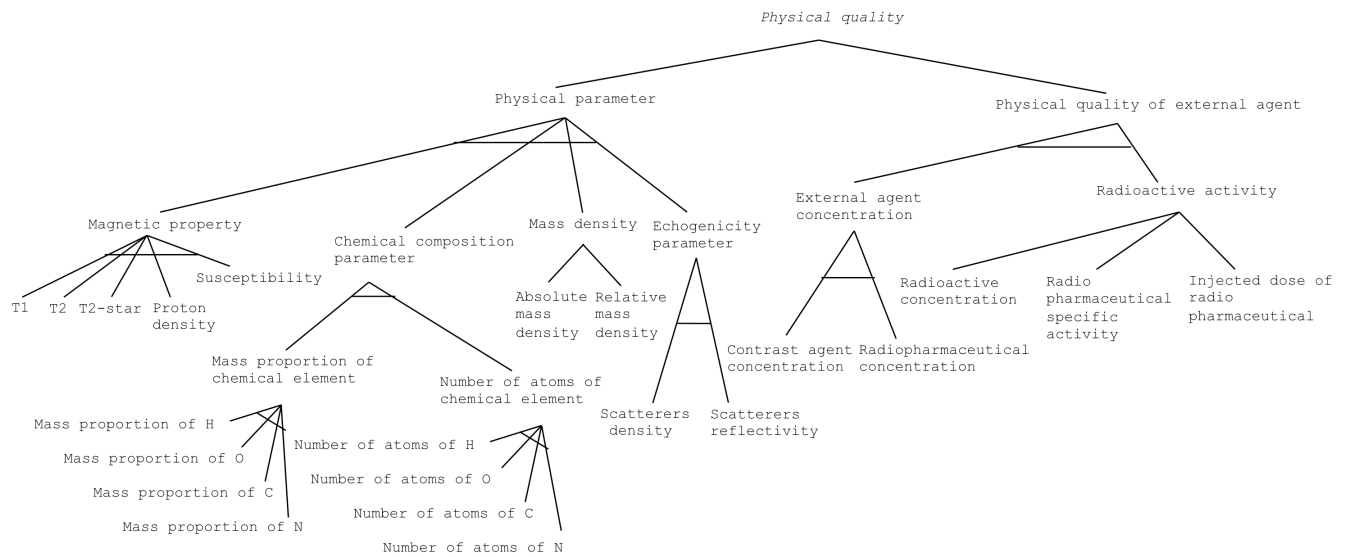 Physical quality
Physical parameter
Physical quality of external agent
Magnetic property
Chemical composition
parameter
Mass density
Echogenicity
parameter
External agent
concentration
Radioactive activity
T1
T2
T2-star
Proton
density
Susceptibility
Absolute
mass
density
Relative
mass
density
Radioactive
concentration
Radio
pharmaceutical
specific
activity
Injected dose of
radio
pharmaceutical
Mass proportion of
chemical element
Number of atoms of
chemical element
Contrast agent
concentration
Radiopharmaceutical
concentration
Scatterers
density
Scatterers
reflectivity
Mass proportion of H
Mass proportion of O
Mass proportion of C
Mass proportion of N
Number of atoms of H
Number of atoms of O
Number of atoms of C
Number of atoms of N